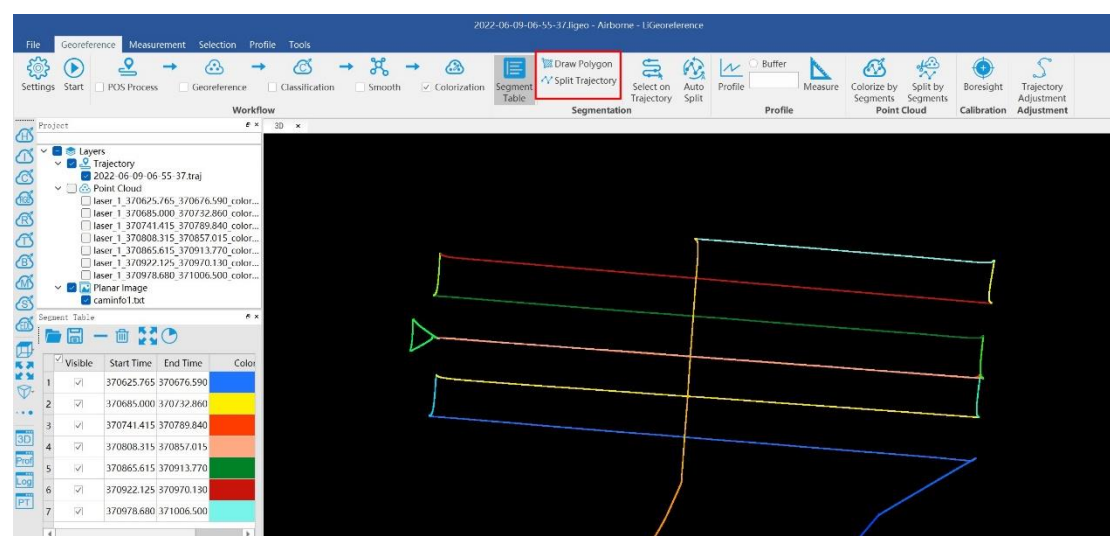 2022-06-09-06-55-37.ligeo - Airborne - LiGeoreference
File Georeference Measurement Selection Profile Tools
Settings Start POS Process Georeference Classification Smooth Colorization
Workflow
Segment Table Draw Polygon Split Trajectory Select on Trajectory Auto Split
Segmentation
Profile Buffer Measure
Profile
Colorize by Segments Split by Segments
Point Cloud
Boresight
Calibration
Trajectory Adjustment
Adjustment
Project
3D
Layers
Trajectory
2022-06-09-06-55-37.traj
Point Cloud
laser_1_370625.765_370676.590_color...
laser_1_370685.000_370732.860_color...
laser_1_370741.415_370789.840_color...
laser_1_370808.315_370857.015_color...
laser_1_370865.615_370913.770_color...
laser_1_370922.125_370970.130_color...
laser_1_370978.680_371006.500_color...
Planar Image
caminfo1.txt
Segment Table
Visible Start Time End Time Color
1 370625.765 370676.590
2 370685.000 370732.860
3 370741.415 370789.840
4 370808.315 370857.015
5 370865.615 370913.770
6 370922.125 370970.130
7 370978.680 371006.500
H
I
C
R
T
B
M
S
3D
Prof
Log
PT